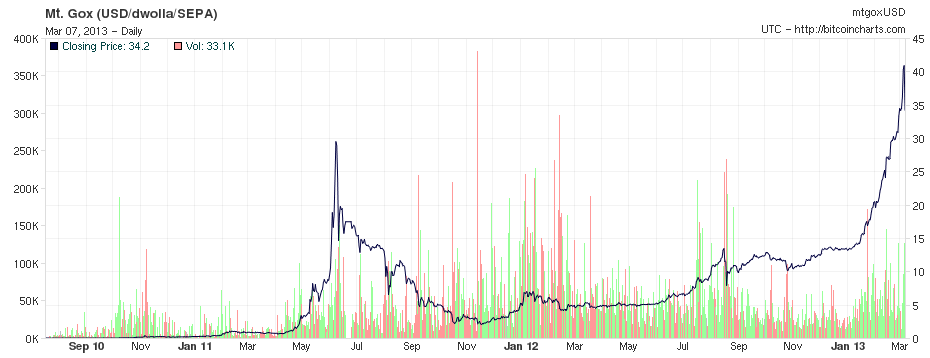 Mt. Gox (USD/dwolla/SEPA)
mtgoxUSD
Mar 07, 2013 - Daily
UTC - http://bitcoincharts.com
Closing Price: 34.2
Vol: 33.1K
400K
350K
300K
250K
200K
150K
100K
50K
0K
45
40
35
30
25
20
15
10
5
0
Sep 10
Nov
Jan 11
Mar
May
Jul
Sep
Nov
Jan 12
Mar
May
Jul
Sep
Nov
Jan 13
Mar